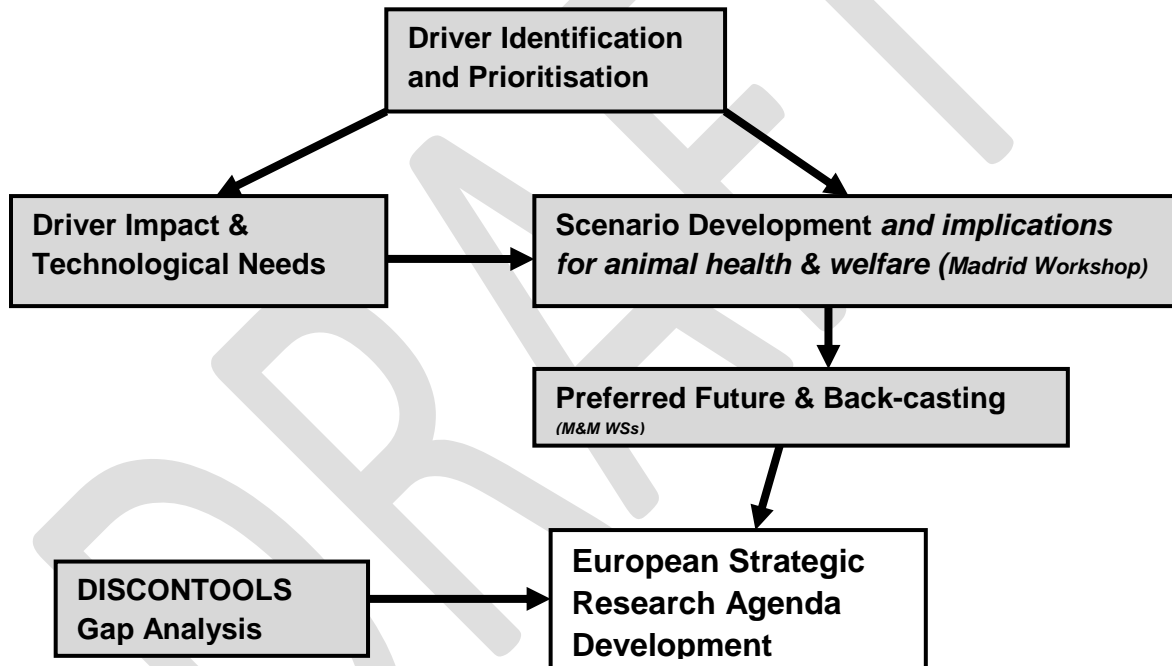 Driver Identification
and Prioritisation
Driver Impact &
Technological Needs
Scenario Development and implications
for animal health & welfare (Madrid Workshop)
Preferred Future & Back-casting
(M&M WSs)
DISCONTOOLS
Gap Analysis
European Strategic
Research Agenda
Development
DRAFT